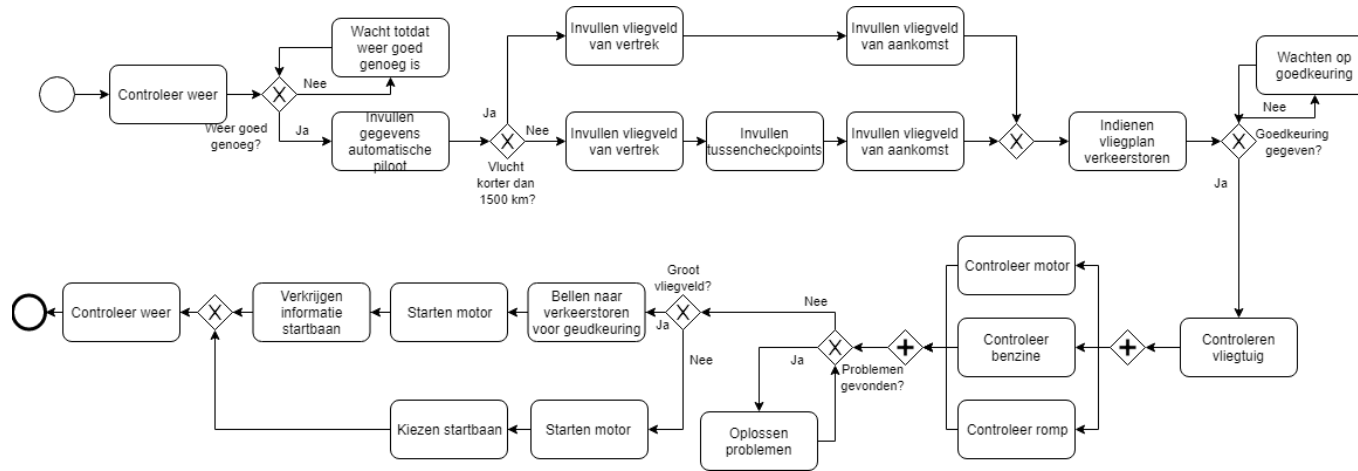 Controleer weer
X
Weer goed
genoeg?
Nee
Wacht totdat
weer goed
genoeg is
Ja
Invullen
gegevens
automatische
piloot
X
Vlucht
korter dan
1500 km?
Ja
Invullen vliegveld
van vertrek
Invullen vliegveld
van aankomst
Nee
Invullen vliegveld
van vertrek
Invullen
tussencheckpoints
Invullen vliegveld
van aankomst
X
Indienen
vliegplan
verkeerstoren
X
Goedkeuring
gegeven?
Nee
Wachten op
goedkeuring
Ja
Controleren
vliegtuig
Controleer motor
Controleer
benzine
Controleer romp
X
Problemen
gevonden?
Ja
Oplossen
problemen
Nee
Groot
vliegveld?
X
Ja
Bellen naar
verkeerstoren
voor geudkeuring
Starten motor
Verkrijgen
informatie
startbaan
Nee
Starten motor
Kiezen startbaan
X
Controleer weer